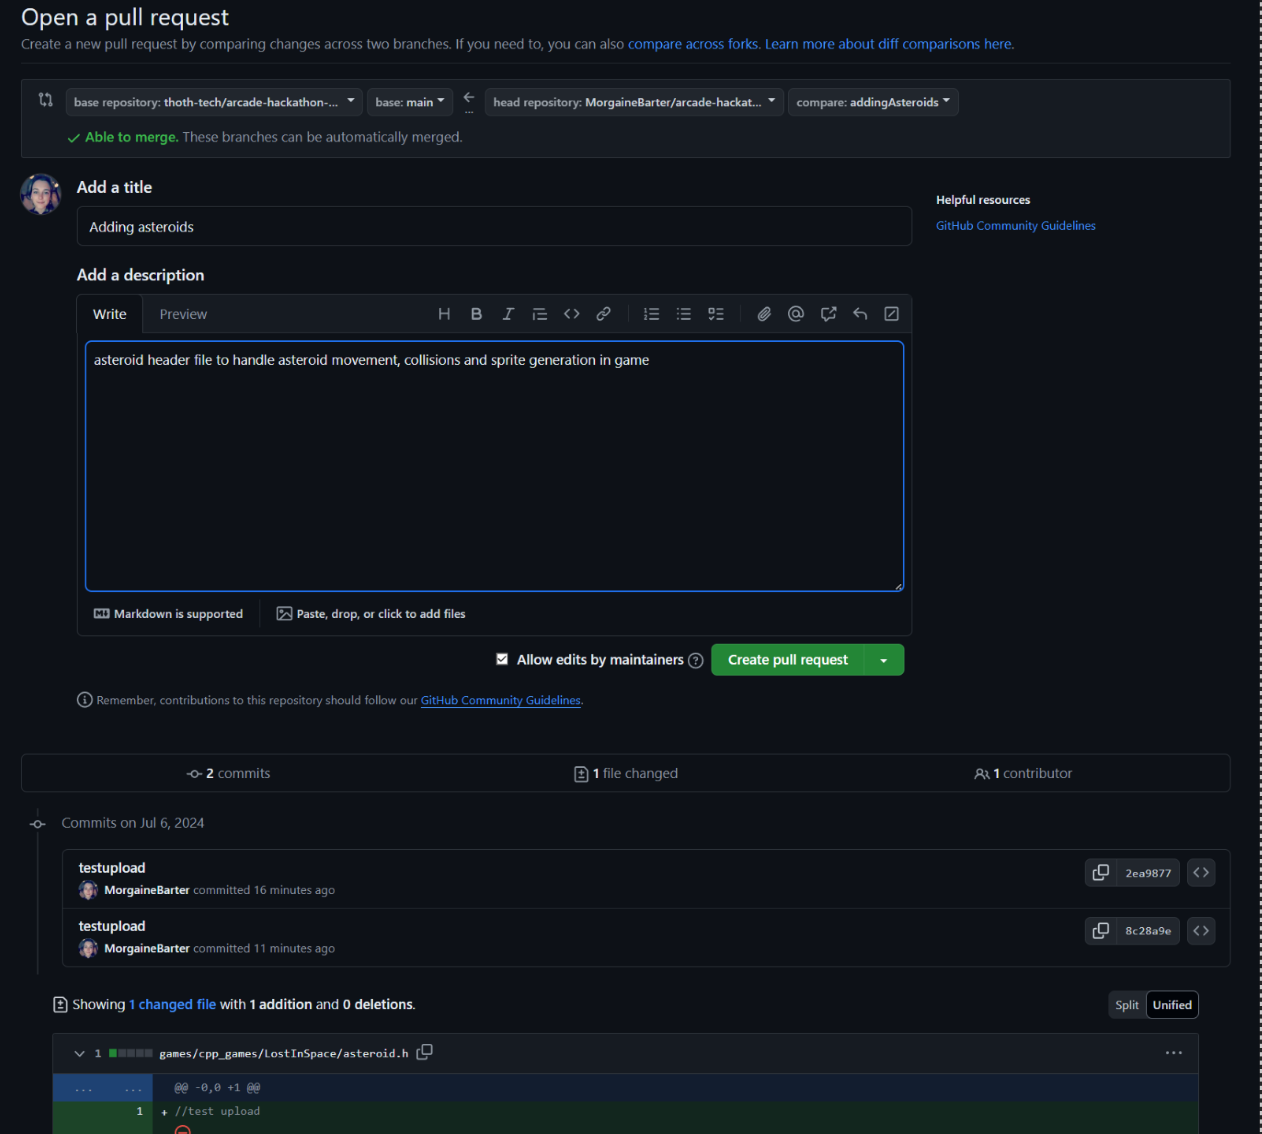 Open a pull request
Create a new pull request by comparing changes across two branches. If you need to, you can also compare across forks. Learn more about diff comparisons here.
base repository: thoth-tech/arcade-hackathon-... base: main head repository: MorgaineBarter/arcade-hackat... compare: addingAsteroids
Able to merge. These branches can be automatically merged.
Add a title
Adding asteroids
Helpful resources
GitHub Community Guidelines
Add a description
Write Preview
asteroid header file to handle asteroid movement, collisions and sprite generation in game
Markdown is supported Paste, drop, or click to add files
Allow edits by maintainers Create pull request
Remember, contributions to this repository should follow our GitHub Community Guidelines.
2 commits 1 file changed 1 contributor
Commits on Jul 6, 2024
testupload
MorgaineBarter committed 16 minutes ago
2ea9877
testupload
MorgaineBarter committed 11 minutes ago
8c28a9e
Showing 1 changed file with 1 addition and 0 deletions.
Split Unified
1 games/cpp_games/LostInSpace/asteroid.h
... ... @@ -0,0 +1 @@
1 + //test upload